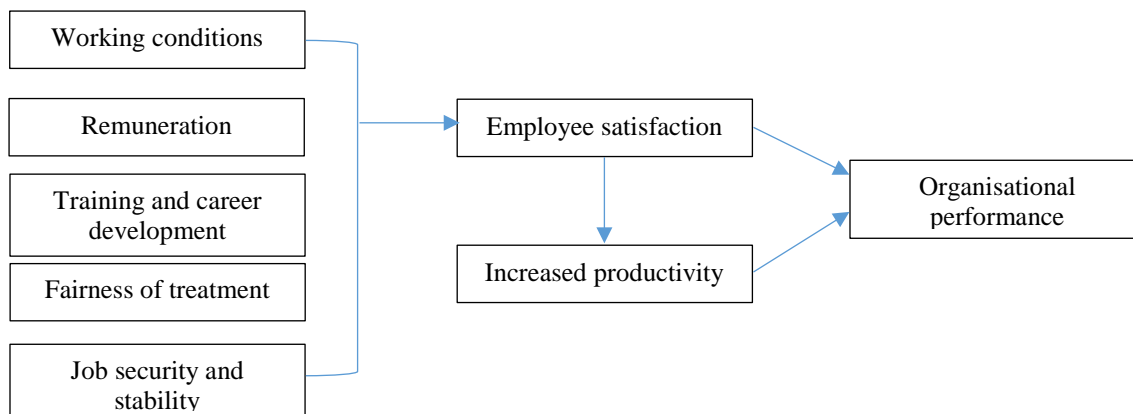 Working conditions
Remuneration
Training and career
development
Fairness of treatment
Job security and
stability
Employee satisfaction
Increased productivity
Organisational
performance